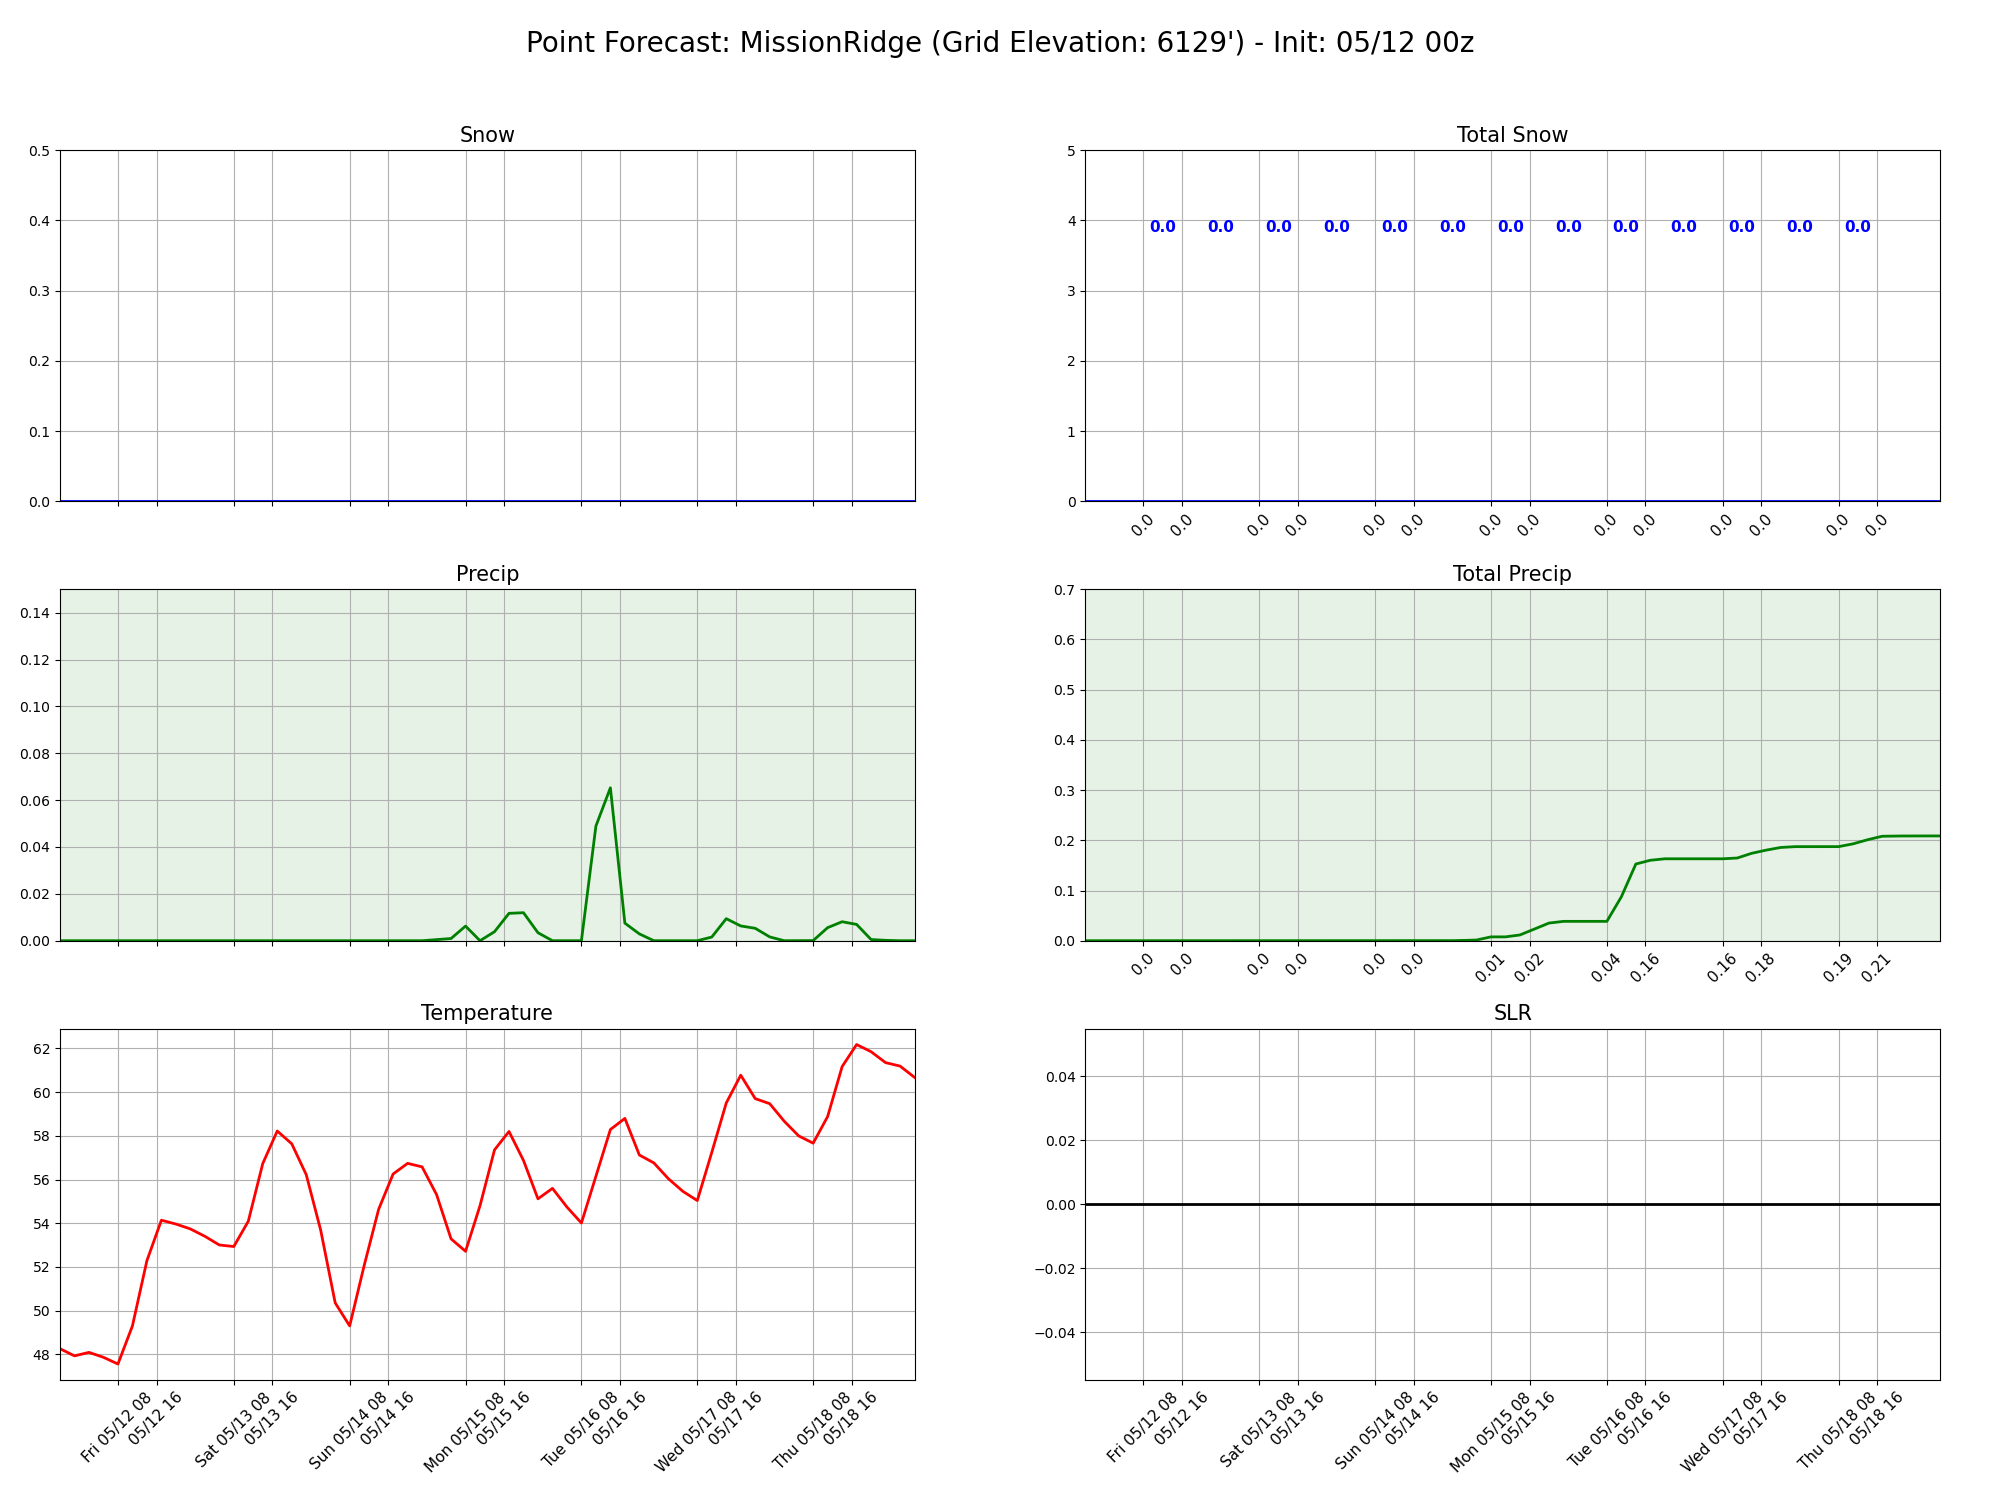 Point Forecast: MissionRidge (Grid Elevation: 6129') - Init: 05/12 00z
Snow
0.5
0.4
0.3
0.2
0.1
0.0
Total Snow
5
4
3
2
1
0
0.0 0.0 0.0 0.0 0.0 0.0 0.0 0.0 0.0 0.0 0.0 0.0 0.0
0.0 0.0 0.0 0.0 0.0 0.0 0.0 0.0 0.0 0.0 0.0 0.0 0.0 0.0
Precip
0.14
0.12
0.10
0.08
0.06
0.04
0.02
0.00
Total Precip
0.7
0.6
0.5
0.4
0.3
0.2
0.1
0.0
0.0 0.0 0.0 0.0 0.0 0.0 0.01 0.02 0.04 0.16 0.16 0.18 0.19 0.21
Temperature
62
60
58
56
54
52
50
48
Fri 05/12 08
05/12 16
Sat 05/13 08
05/13 16
Sun 05/14 08
05/14 16
Mon 05/15 08
05/15 16
Tue 05/16 08
05/16 16
Wed 05/17 08
05/17 16
Thu 05/18 08
05/18 16
SLR
0.04
0.02
0.00
−0.02
−0.04
Fri 05/12 08
05/12 16
Sat 05/13 08
05/13 16
Sun 05/14 08
05/14 16
Mon 05/15 08
05/15 16
Tue 05/16 08
05/16 16
Wed 05/17 08
05/17 16
Thu 05/18 08
05/18 16